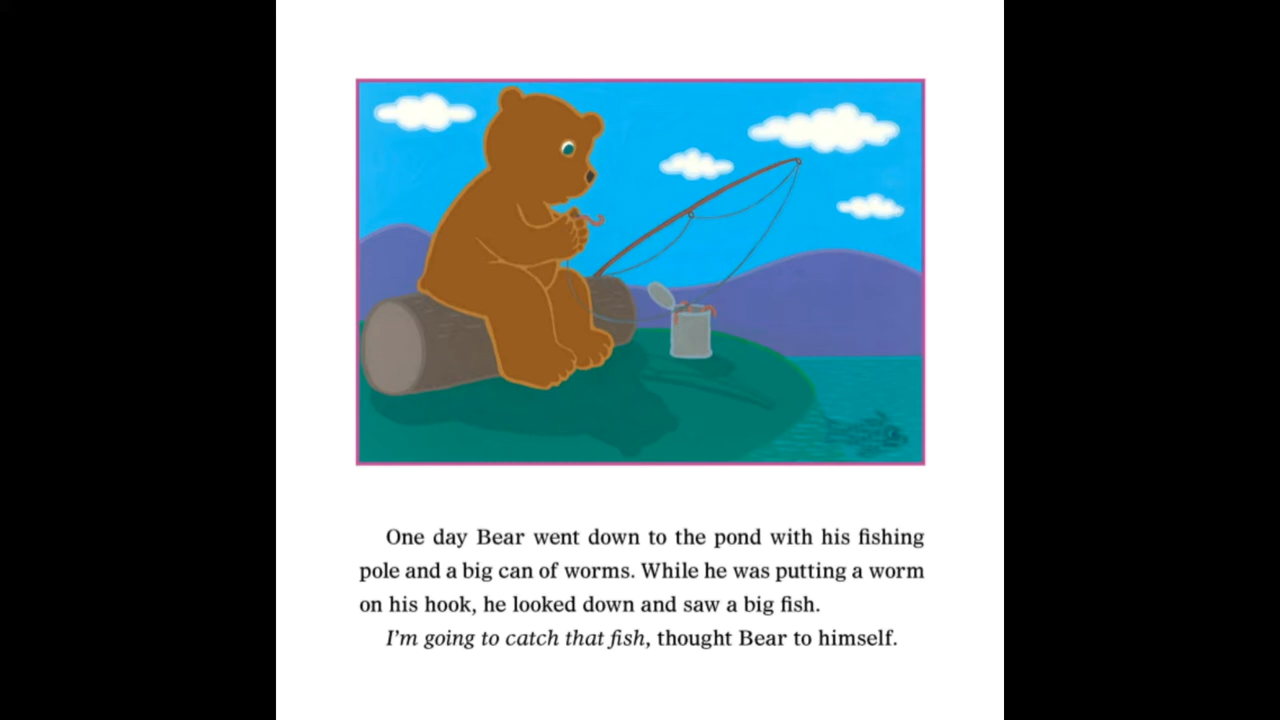 One day Bear went down to the pond with his fishing
pole and a big can of worms. While he was putting a worm
on his hook, he looked down and saw a big fish.
I’m going to catch that fish, thought Bear to himself.